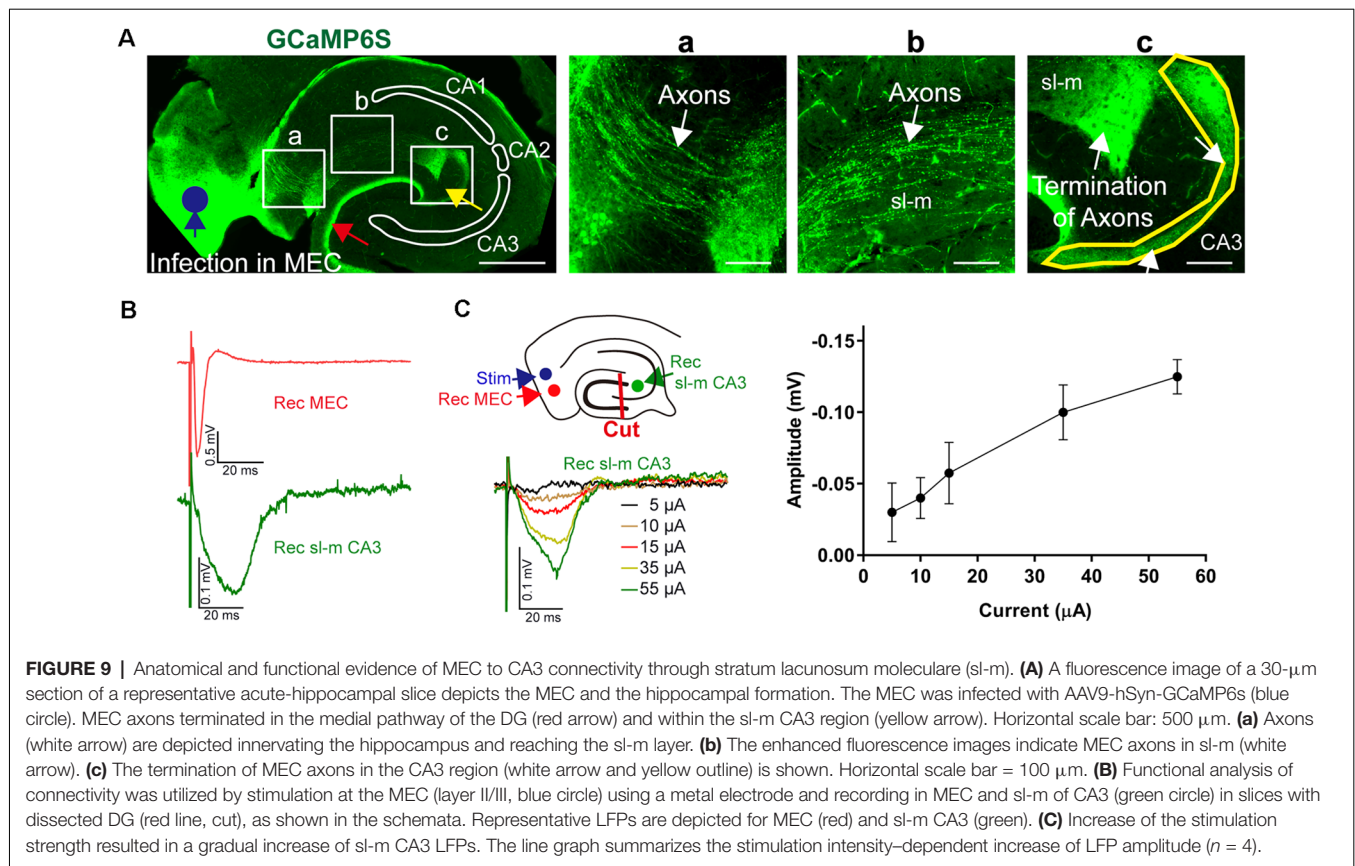 A
GCaMP6S
a
b
c
CA1
b
a
c
CA2
CA3
Infection in MEC
Axons
Axons
sl-m
sl-m
Termination
of Axons
CA3
B
Rec MEC
0.5 mV
20 ms
Rec sl-m CA3
0.1 mV
20 ms
C
Stim
Rec MEC
Rec
sl-m CA3
Cut
Rec sl-m CA3
5 μA
10 μA
15 μA
35 μA
55 μA
0.1 mV
20 ms
Amplitude (mV)
-0.15
-0.10
-0.05
0.00
0 10 20 30 40 50 60
Current (μA)
FIGURE 9 | Anatomical and functional evidence of MEC to CA3 connectivity through stratum lacunosum moleculare (sl-m). (A) A fluorescence image of a 30-μm
section of a representative acute-hippocampal slice depicts the MEC and the hippocampal formation. The MEC was infected with AAV9-hSyn-GCaMP6s (blue
circle). MEC axons terminated in the medial pathway of the DG (red arrow) and within the sl-m CA3 region (yellow arrow). Horizontal scale bar: 500 μm. (a) Axons
(white arrow) are depicted innervating the hippocampus and reaching the sl-m layer. (b) The enhanced fluorescence images indicate MEC axons in sl-m (white
arrow). (c) The termination of MEC axons in the CA3 region (white arrow and yellow outline) is shown. Horizontal scale bar = 100 μm. (B) Functional analysis of
connectivity was utilized by stimulation at the MEC (layer II/III, blue circle) using a metal electrode and recording in MEC and sl-m of CA3 (green circle) in slices with
dissected DG (red line, cut), as shown in the schemata. Representative LFPs are depicted for MEC (red) and sl-m CA3 (green). (C) Increase of the stimulation
strength resulted in a gradual increase of sl-m CA3 LFPs. The line graph summarizes the stimulation intensity–dependent increase of LFP amplitude (n = 4).